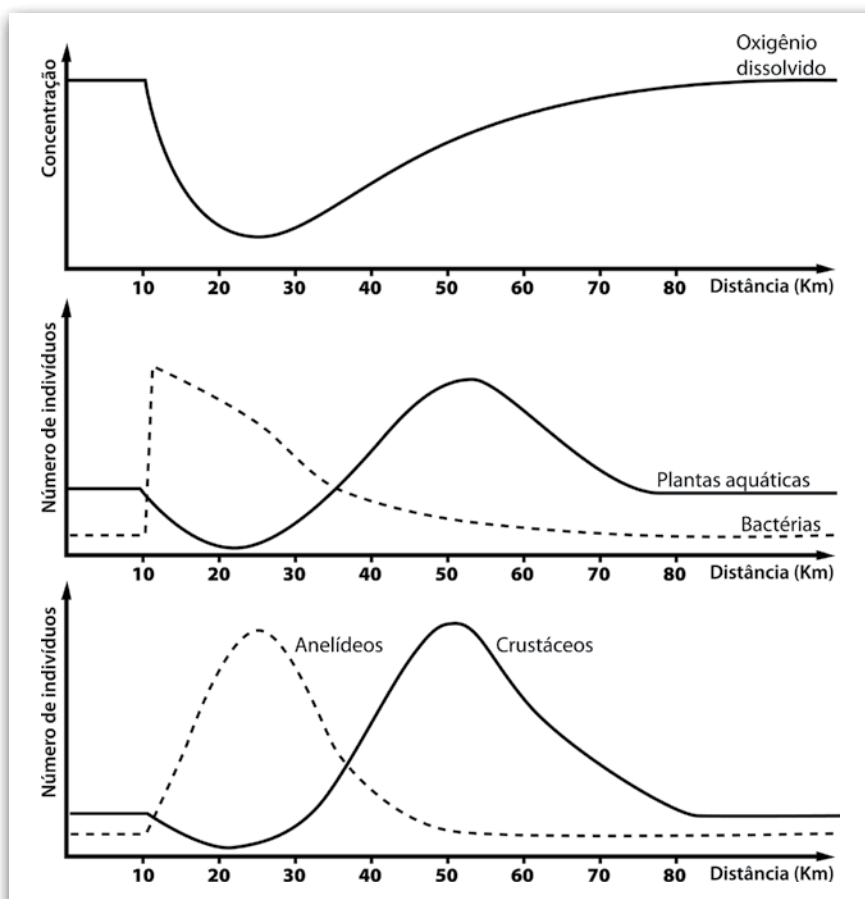 Oxigênio
dissolvido
Concentração
10 20 30 40 50 60 70 80 Distância (Km)
Número de indivíduos
Plantas aquáticas
Bactérias
10 20 30 40 50 60 70 80 Distância (Km)
Número de indivíduos
Anelídeos Crustáceos
10 20 30 40 50 60 70 80 Distância (Km)